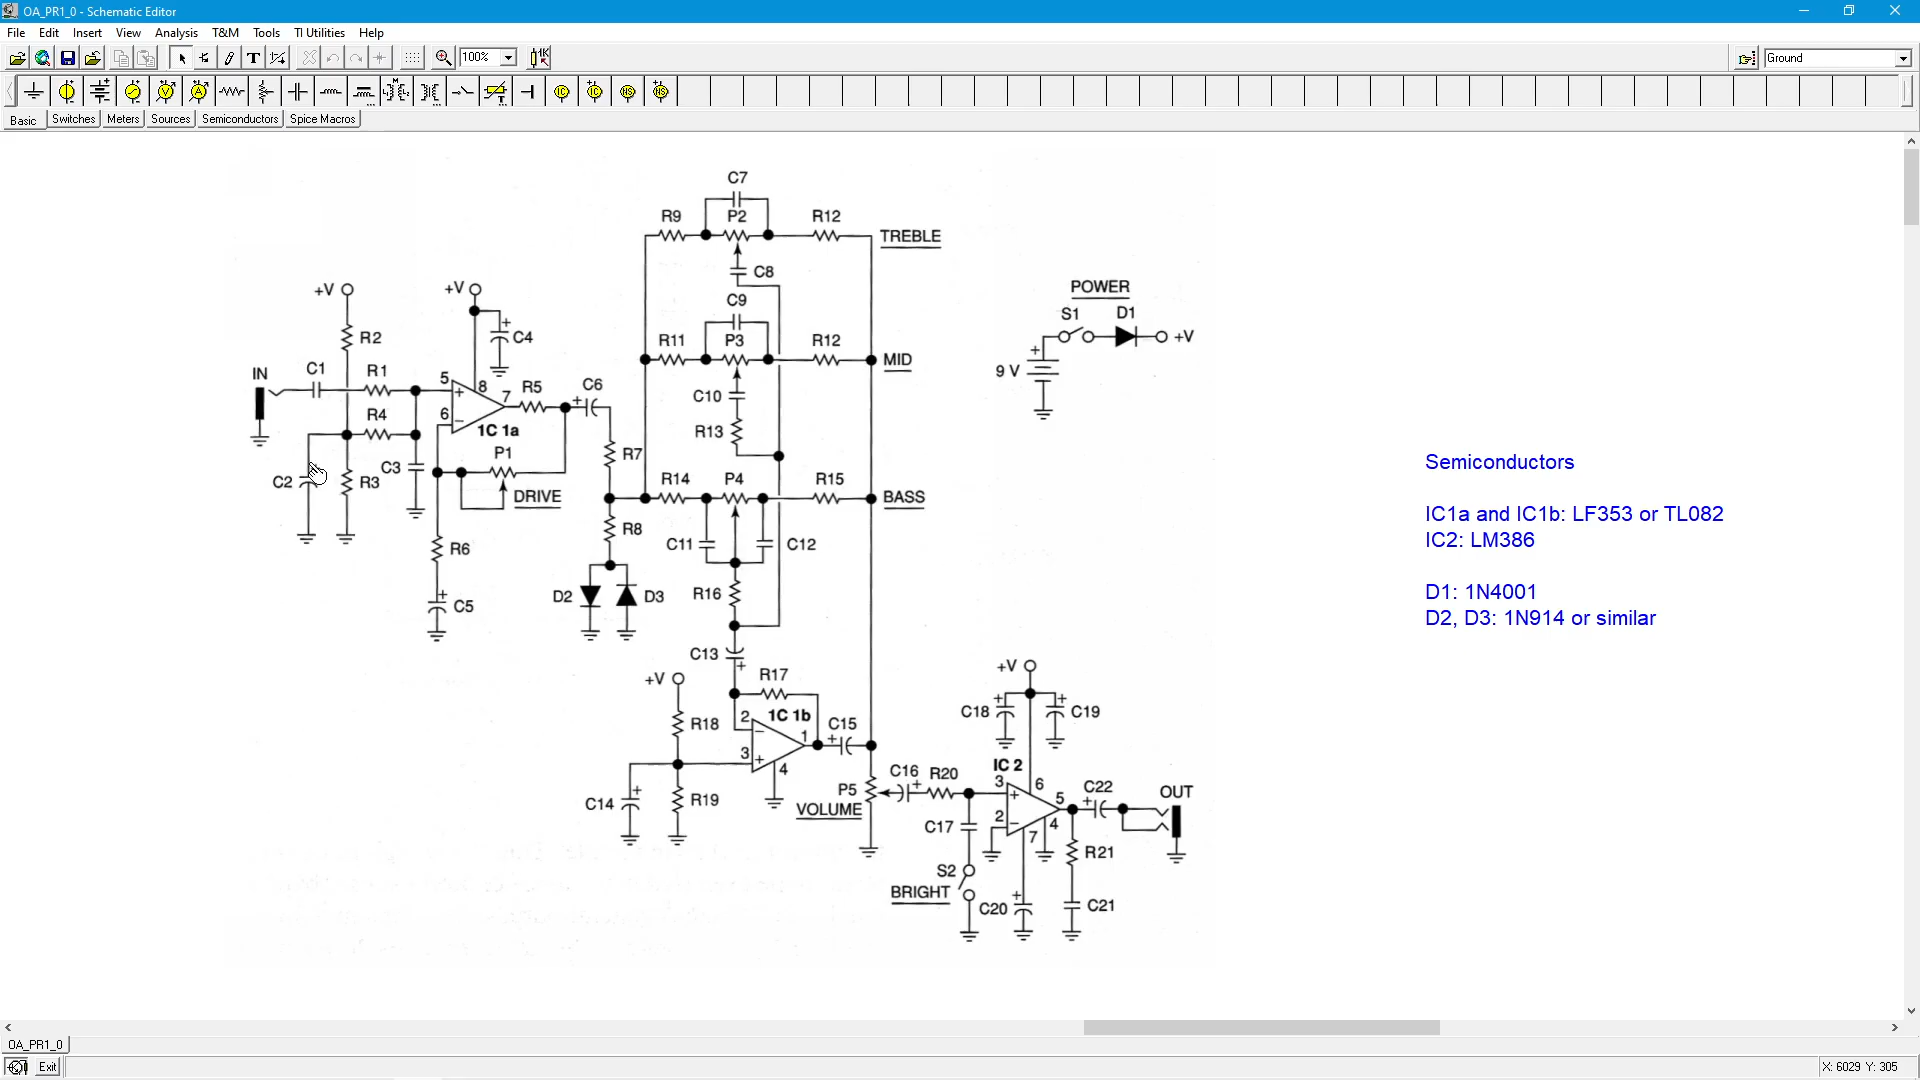 OA_PR1_0 - Schematic Editor
File Edit Insert View Analysis T&M Tools TI Utilities Help
100% 1K Ground
Basic Switches Meters Sources Semiconductors Spice Macros
C7
R9 P2 R12
TREBLE
C8
+V +V
C9
POWER
S1 D1
+V
9 V
R2 C4
R11 P3 R12
MID
IN C1 R1
5 8 7 R5 C6
C10
R4 6
1C 1a
R13
C2 R3 C3
P1
R7
DRIVE
R14 P4 R15
BASS
R8
R6
C11 C12
D2 D3
R16
C5
C13
R17
+V
R18
2 1C 1b 1 C15
3 4
C14 R19
P5
VOLUME
C16 R20
+V
C18 C19
IC 2
3 6 5 C22 OUT
2 7 4
C17
R21
S2
BRIGHT
C20 C21
Semiconductors
IC1a and IC1b: LF353 or TL082
IC2: LM386
D1: 1N4001
D2, D3: 1N914 or similar
OA_PR1_0
Exit X: 6029 Y: 305